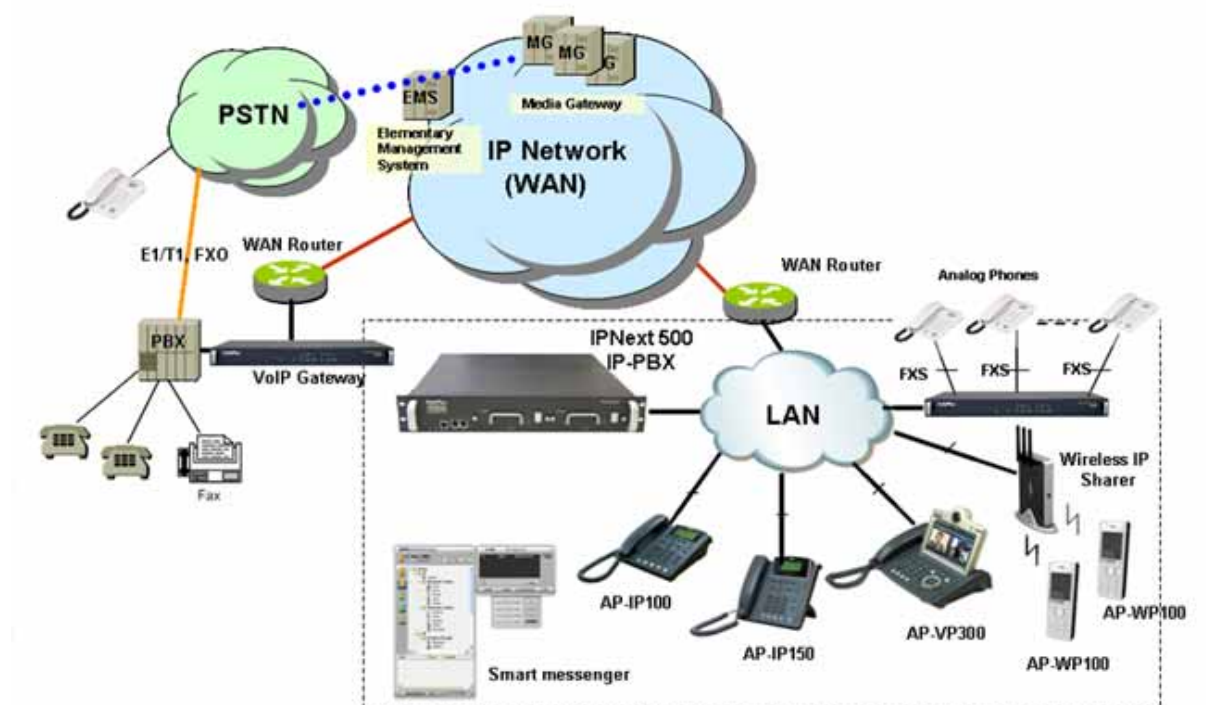 MG
MG
G
EMS
Media Gateway
PSTN
Elementary
Management
System
IP Network
(WAN)
E1/T1, FXO
WAN Router
WAN Router
Analog Phones
PBX
VoIP Gateway
IPNext 500
IP-PBX
FXS
FXS
FXS
LAN
Wireless IP
Sharer
Fax
AP-IP100
AP-IP150
AP-VP300
AP-WP100
AP-WP100
Smart messenger